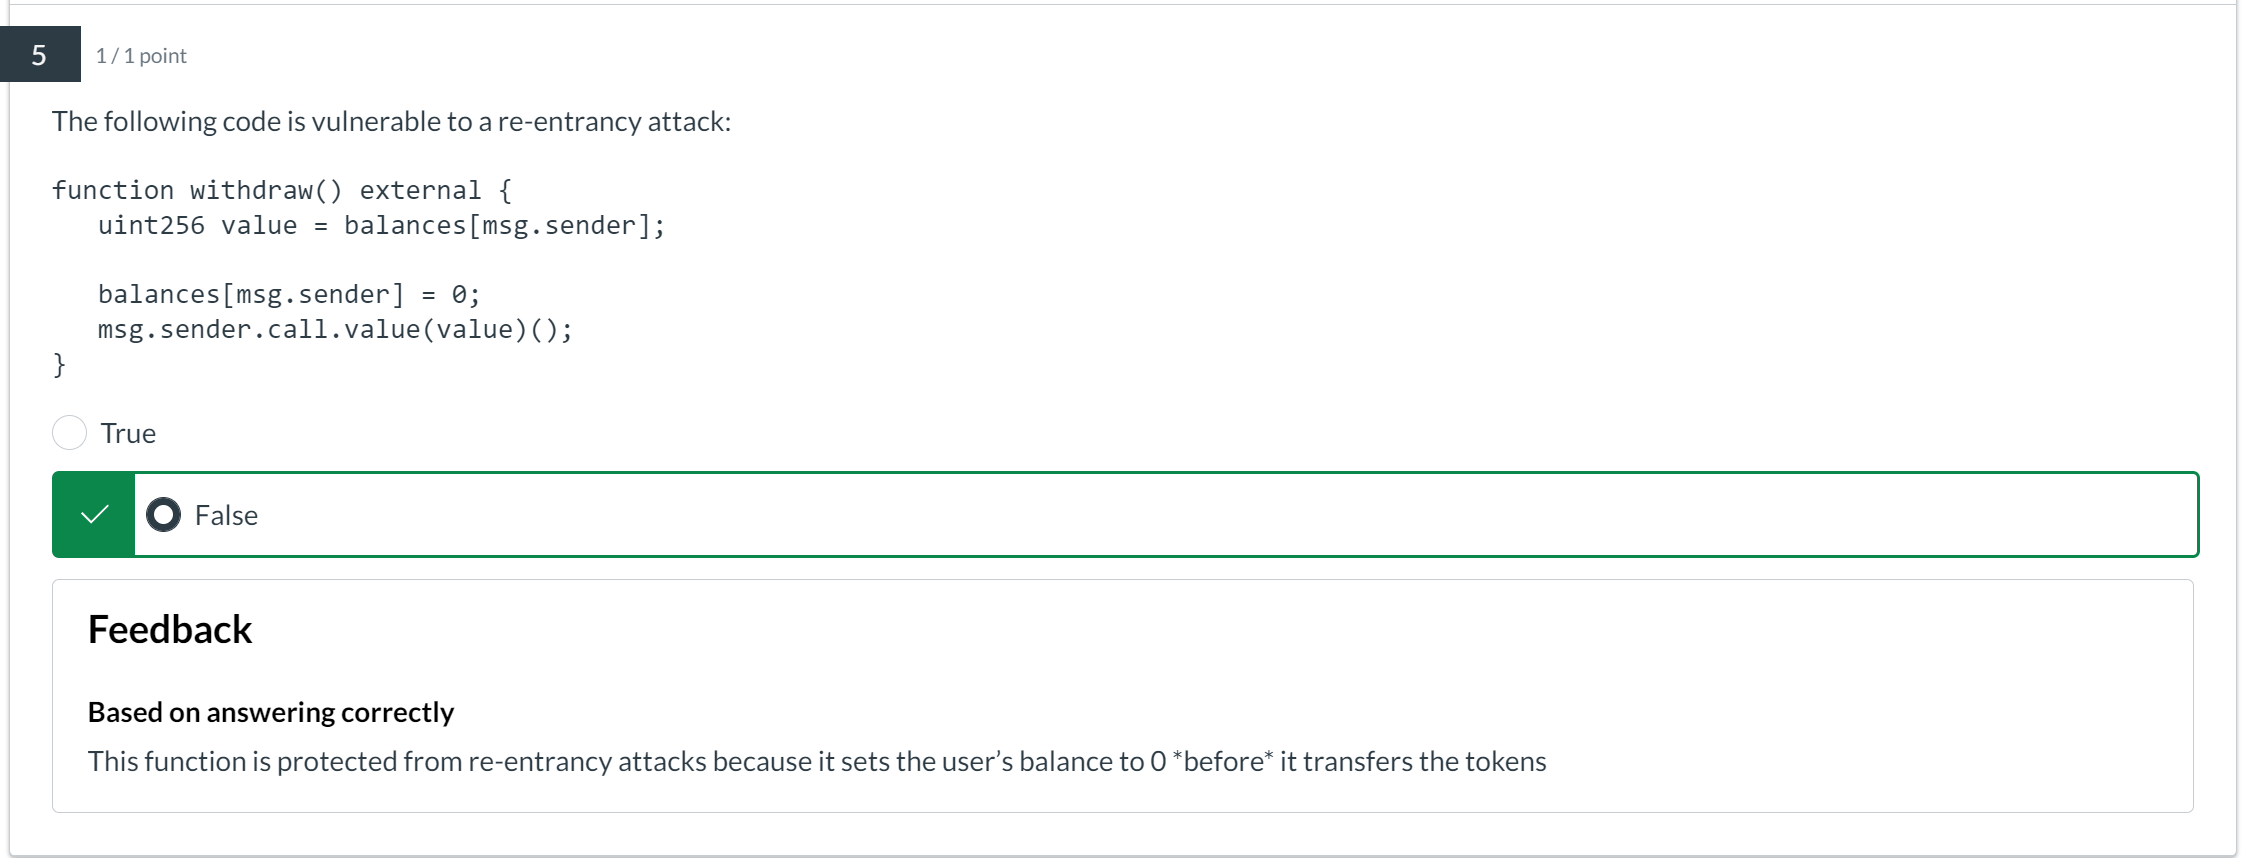 5
1 / 1 point
The following code is vulnerable to a re-entrancy attack:
function withdraw() external {
   uint256 value = balances[msg.sender];
   balances[msg.sender] = 0;
   msg.sender.call.value(value)();
}
True
False
Feedback
Based on answering correctly
This function is protected from re-entrancy attacks because it sets the user’s balance to 0 *before* it transfers the tokens